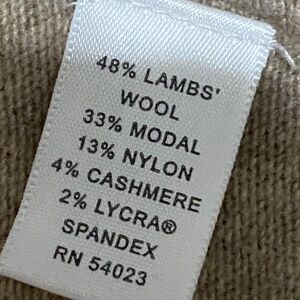 48% LAMBS'
WOOL
33% MODAL
13% NYLON
4% CASHMERE
2% LYCRA®
SPANDEX
RN 54023